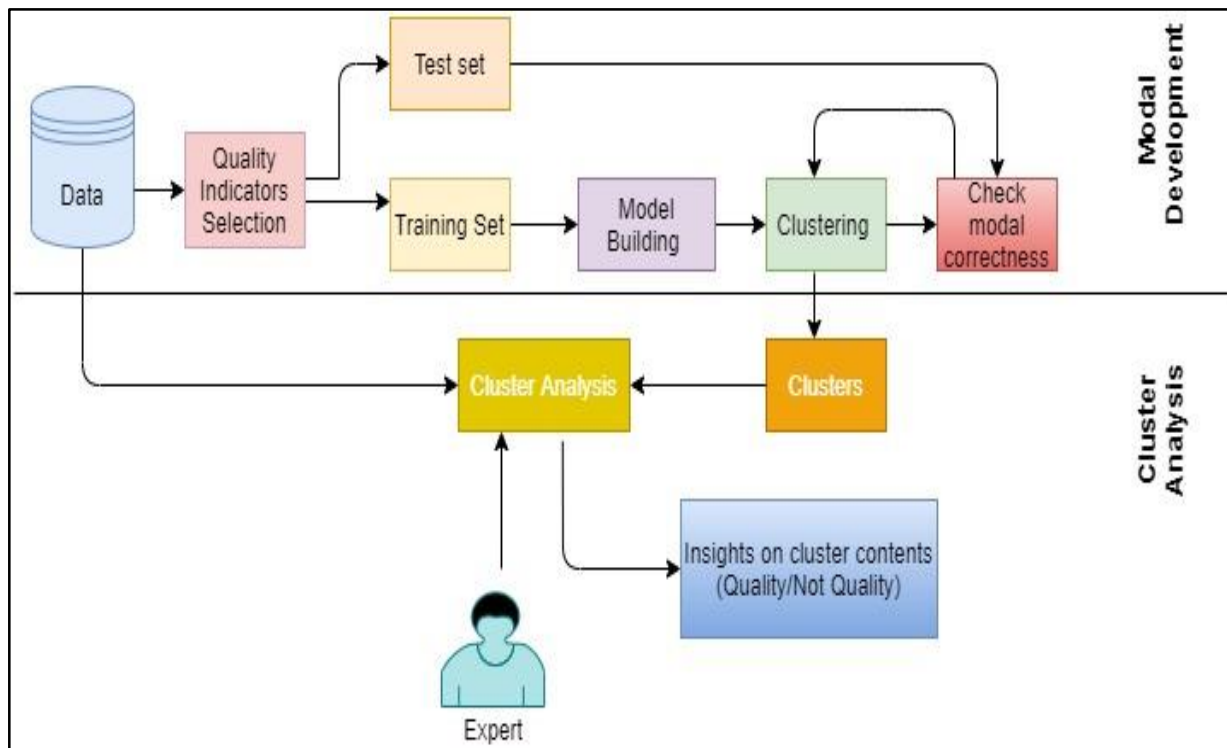 Test set
Modal
Development
Data
Quality
Indicators
Selection
Training Set
Model
Building
Clustering
Check
modal
correctness
Cluster Analysis
Clusters
Cluster
Analysis
Insights on cluster contents
(Quality/Not Quality)
Expert